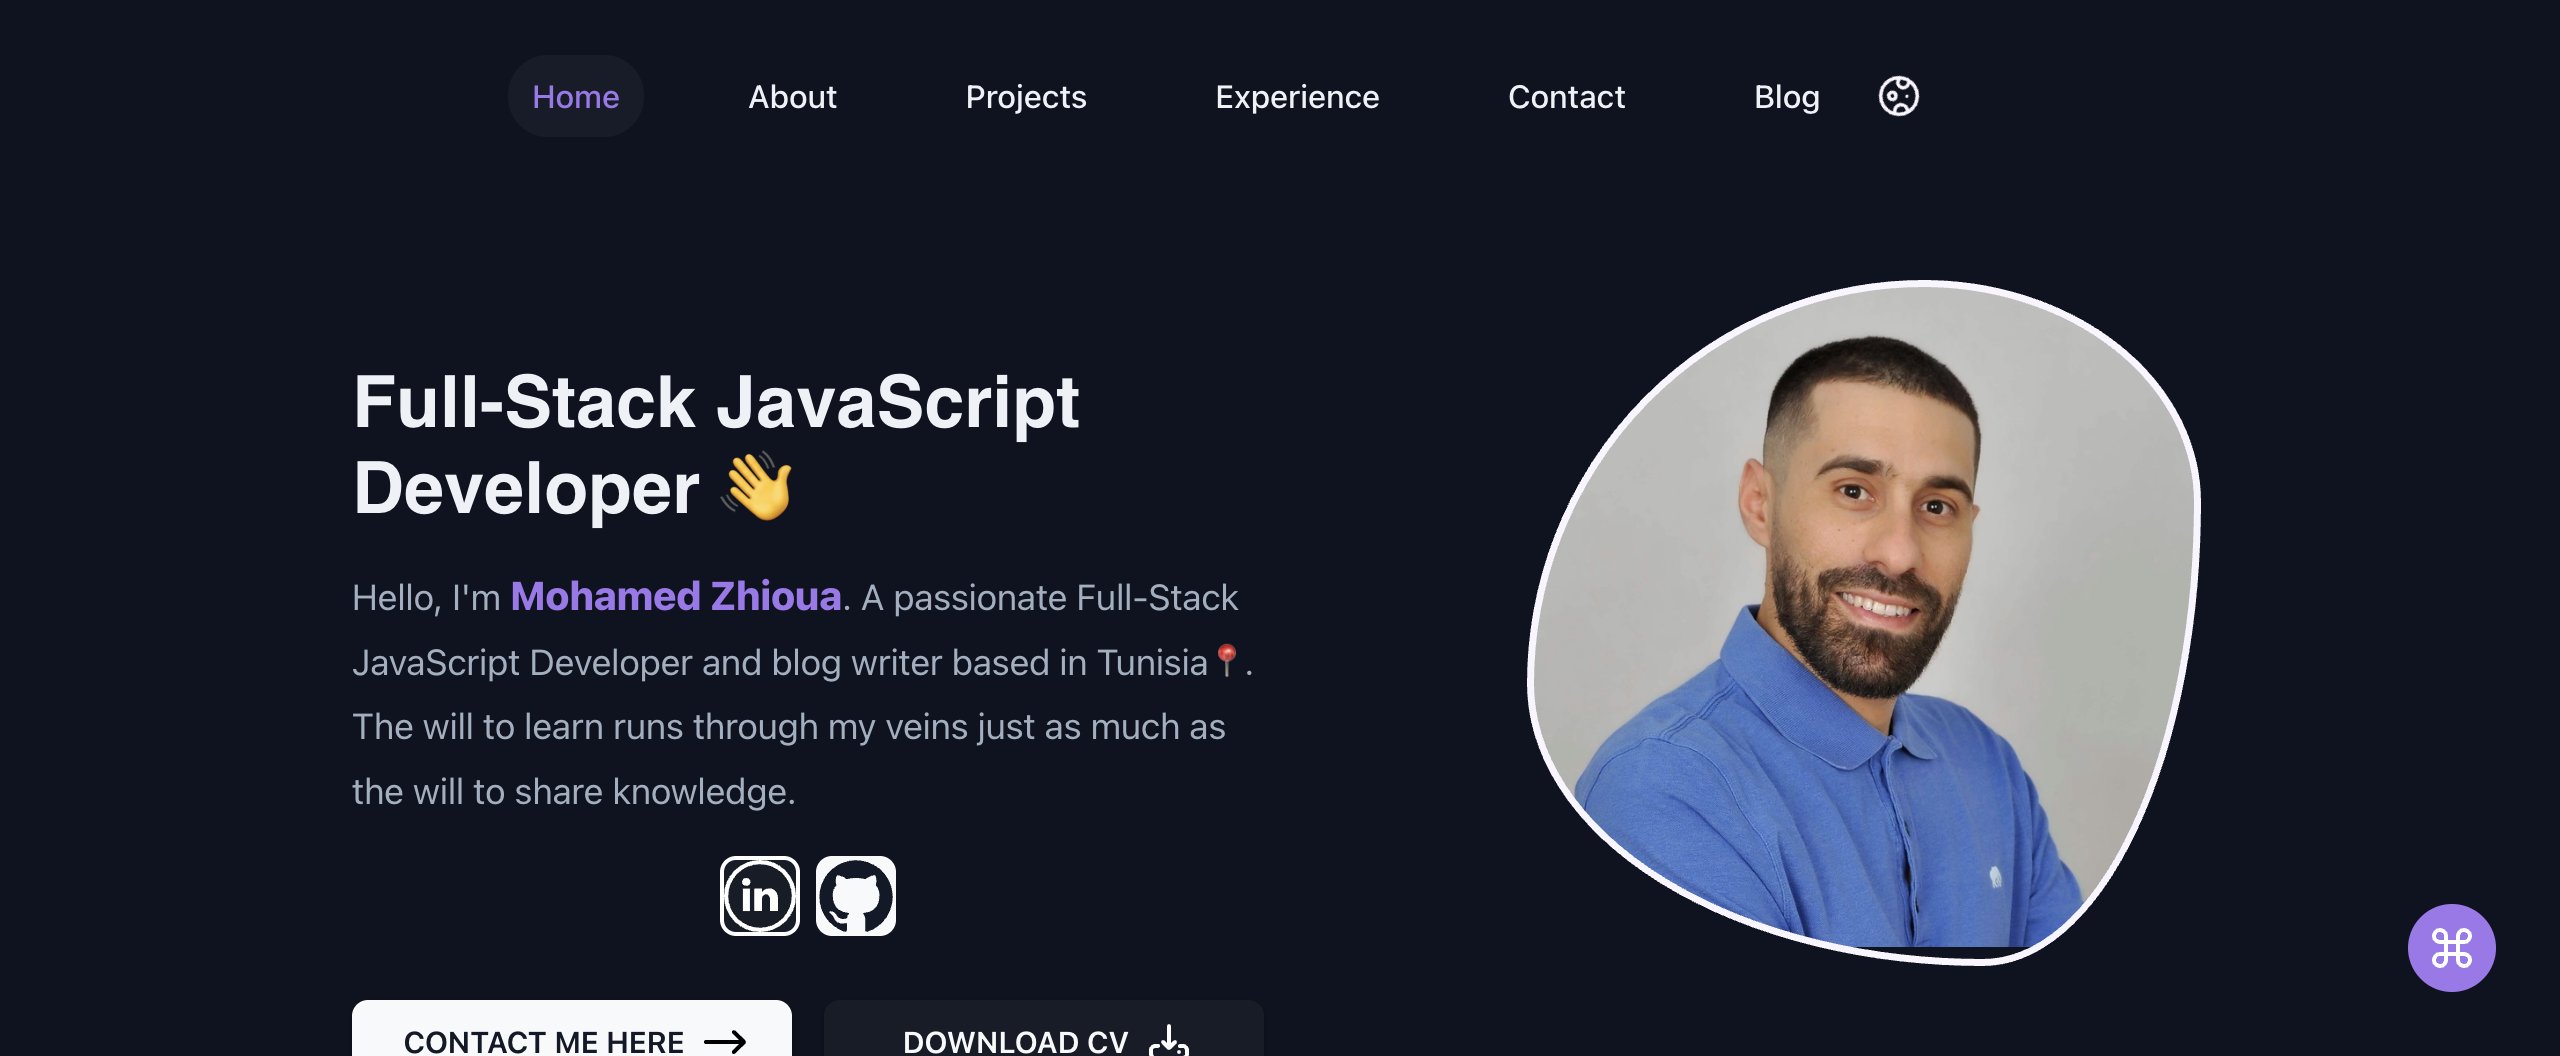 Home About Projects Experience Contact Blog
Full-Stack JavaScript
Developer 👋
Hello, I'm Mohamed Zhioua. A passionate Full-Stack
JavaScript Developer and blog writer based in Tunisia📍.
The will to learn runs through my veins just as much as
the will to share knowledge.
in
CONTACT ME HERE →
DOWNLOAD CV